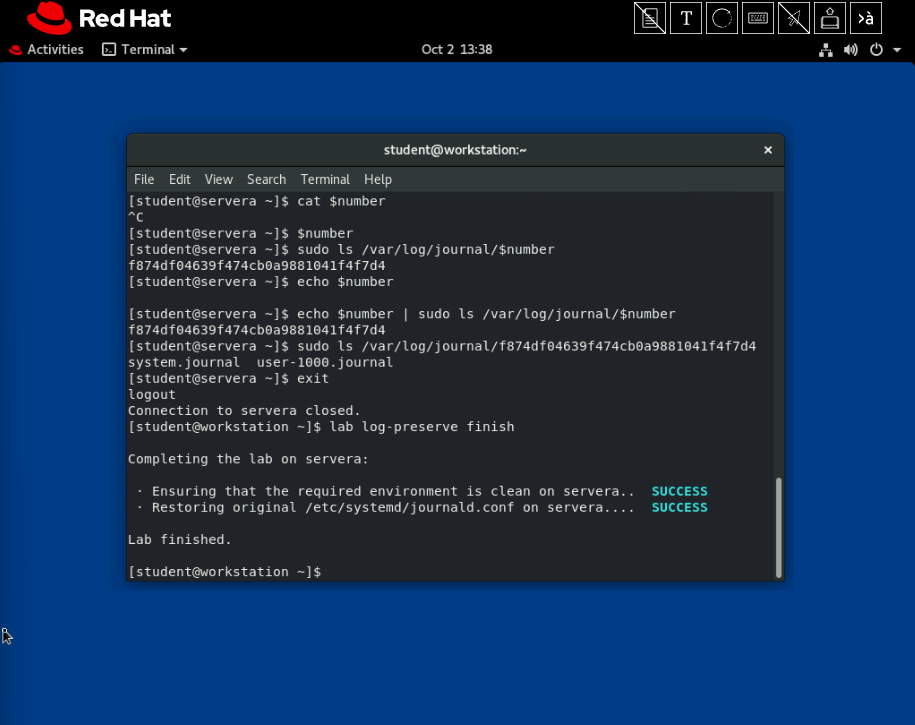 Red Hat
T
>à
Activities Terminal Oct 2 13:38
student@workstation:~ ×
File Edit View Search Terminal Help
[student@servera ~]$ cat $number
^C
[student@servera ~]$ $number
[student@servera ~]$ sudo ls /var/log/journal/$number
f874df04639f474cb0a9881041f4f7d4
[student@servera ~]$ echo $number
[student@servera ~]$ echo $number | sudo ls /var/log/journal/$number
f874df04639f474cb0a9881041f4f7d4
[student@servera ~]$ sudo ls /var/log/journal/f874df04639f474cb0a9881041f4f7d4
system.journal  user-1000.journal
[student@servera ~]$ exit
logout
Connection to servera closed.
[student@workstation ~]$ lab log-preserve finish
Completing the lab on servera:
· Ensuring that the required environment is clean on servera..  SUCCESS
· Restoring original /etc/systemd/journald.conf on servera....  SUCCESS
Lab finished.
[student@workstation ~]$